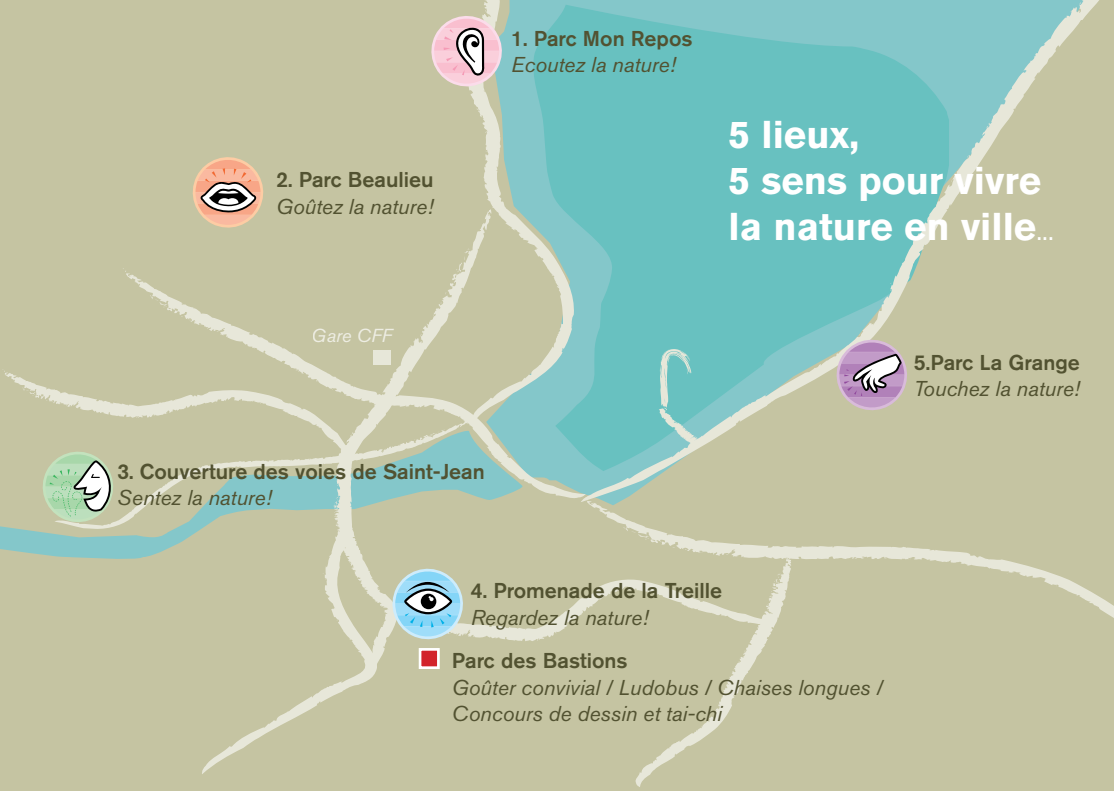 1. Parc Mon Repos
Ecoutez la nature!
5 lieux,
5 sens pour vivre
la nature en ville...
2. Parc Beaulieu
Goûtez la nature!
Gare CFF
5.Parc La Grange
Touchez la nature!
3. Couverture des voies de Saint-Jean
Sentez la nature!
4. Promenade de la Treille
Regardez la nature!
Parc des Bastions
Goûter convivial / Ludobus / Chaises longues /
Concours de dessin et tai-chi